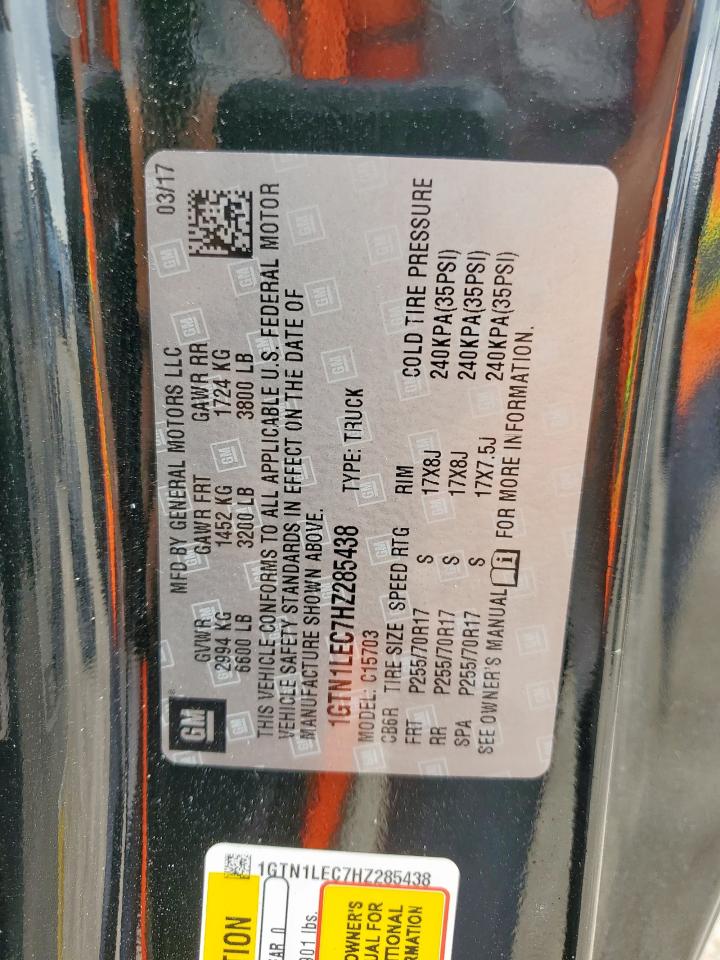 GM
MFD BY GENERAL MOTORS LLC 03/17
GVWR GAWR FRT GAWR RR
2994 KG 1452 KG 1724 KG
6600 LB 3200 LB 3800 LB
THIS VEHICLE CONFORMS TO ALL APPLICABLE U.S. FEDERAL MOTOR
VEHICLE SAFETY STANDARDS IN EFFECT ON THE DATE OF
MANUFACTURE SHOWN ABOVE.
1GTN1LEC7HZ285438 TYPE: TRUCK
MODEL: C15703
CB6R TIRE SIZE SPEED RTG RIM COLD TIRE PRESSURE
FRT P255/70R17 S 17X8J 240KPA(35PSI)
RR P255/70R17 S 17X8J 240KPA(35PSI)
SPA P255/70R17 S 17X7.5J 240KPA(35PSI)
SEE OWNER'S MANUAL i FOR MORE INFORMATION.
1GTN1LEC7HZ285438
TION
EAR 0
901 lbs.
OWNER'S
UAL FOR
TIONAL
RMATION